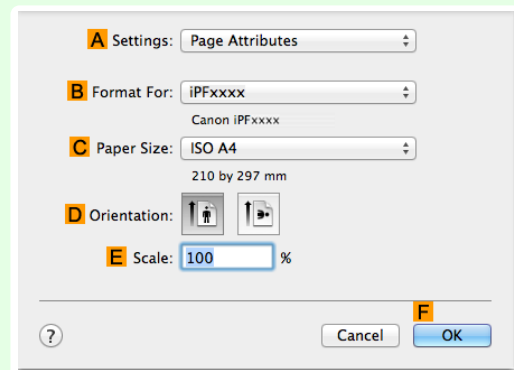 A Settings: Page Attributes
B Format For: iPFxxxx
Canon iPFxxxx
C Paper Size: ISO A4
210 by 297 mm
D Orientation:
E Scale: 100 %
F
? Cancel OK